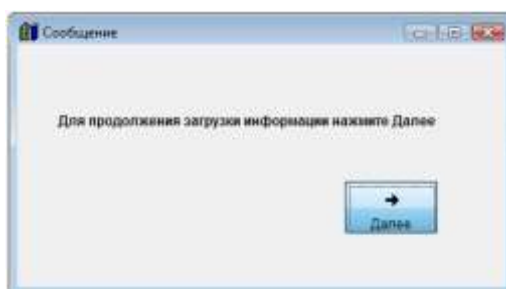 Сообщение
Для продолжения загрузки информации нажмите Далее
Далее